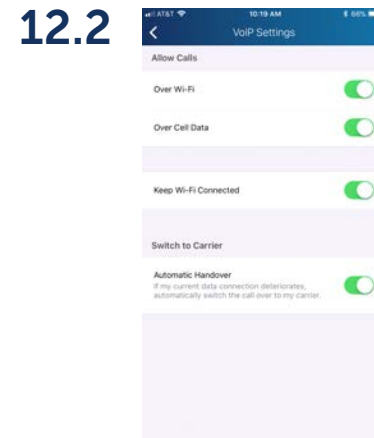 12.2
AT&T 10:19 AM 66%
VoIP Settings
Allow Calls
Over Wi-Fi
Over Cell Data
Keep Wi-Fi Connected
Switch to Carrier
Automatic Handover
If my current data connection deteriorates,
automatically switch the call over to my carrier.